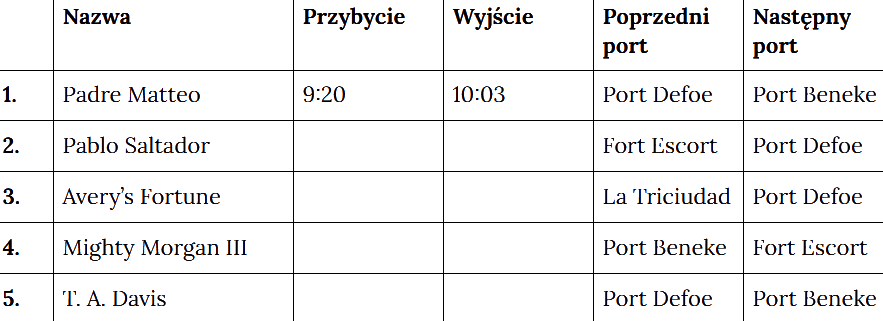 Nazwa Przybycie Wyjście Poprzedni port Następny port
1. Padre Matteo 9:20 10:03 Port Defoe Port Beneke
2. Pablo Saltador Fort Escort Port Defoe
3. Avery’s Fortune La Triciudad Port Defoe
4. Mighty Morgan III Port Beneke Fort Escort
5. T. A. Davis Port Defoe Port Beneke